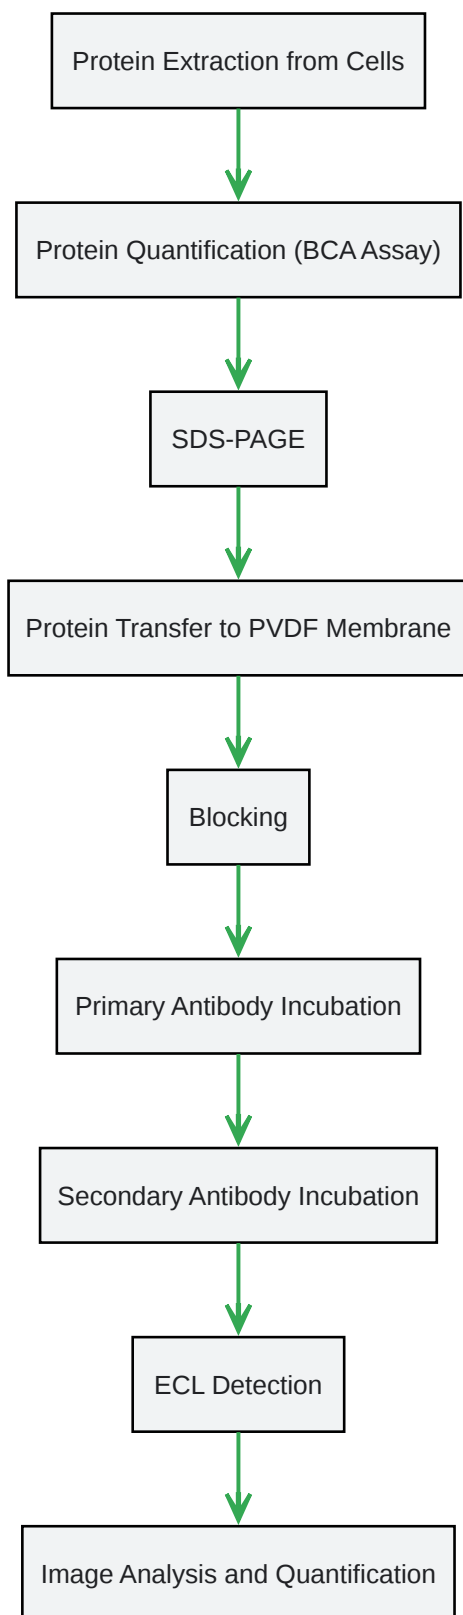 Protein Extraction from Cells
Protein Quantification (BCA Assay)
SDS-PAGE
Protein Transfer to PVDF Membrane
Blocking
Primary Antibody Incubation
Secondary Antibody Incubation
ECL Detection
Image Analysis and Quantification